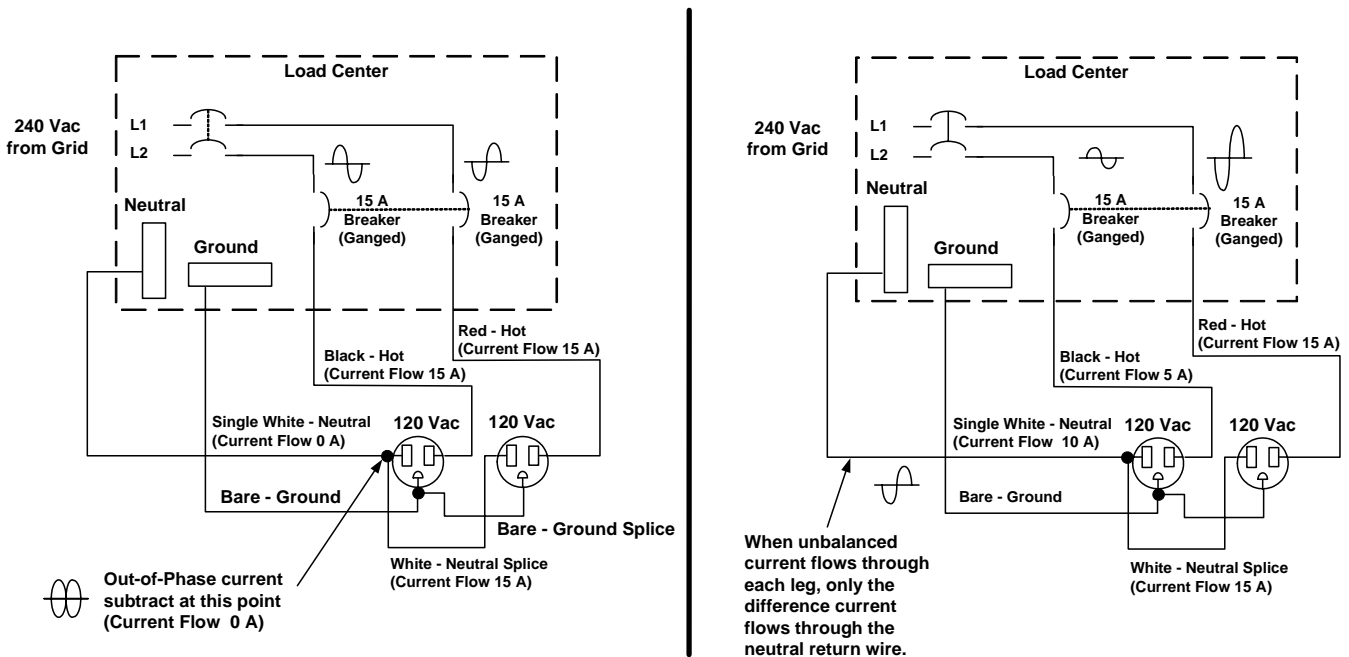 Load Center
240 Vac
from Grid
L1
L2
Neutral
Ground
15 A
Breaker
(Ganged)
15 A
Breaker
(Ganged)
Red - Hot
(Current Flow 15 A)
Black - Hot
(Current Flow 15 A)
Single White - Neutral
(Current Flow 0 A)
120 Vac
120 Vac
Bare - Ground
Bare - Ground Splice
White - Neutral Splice
(Current Flow 15 A)
Out-of-Phase current
subtract at this point
(Current Flow 0 A)
Load Center
240 Vac
from Grid
L1
L2
Neutral
Ground
15 A
Breaker
(Ganged)
15 A
Breaker
(Ganged)
Red - Hot
(Current Flow 15 A)
Black - Hot
(Current Flow 5 A)
Single White - Neutral
(Current Flow 10 A)
120 Vac
120 Vac
Bare - Ground
White - Neutral Splice
(Current Flow 15 A)
When unbalanced
current flows through
each leg, only the
difference current
flows through the
neutral return wire.